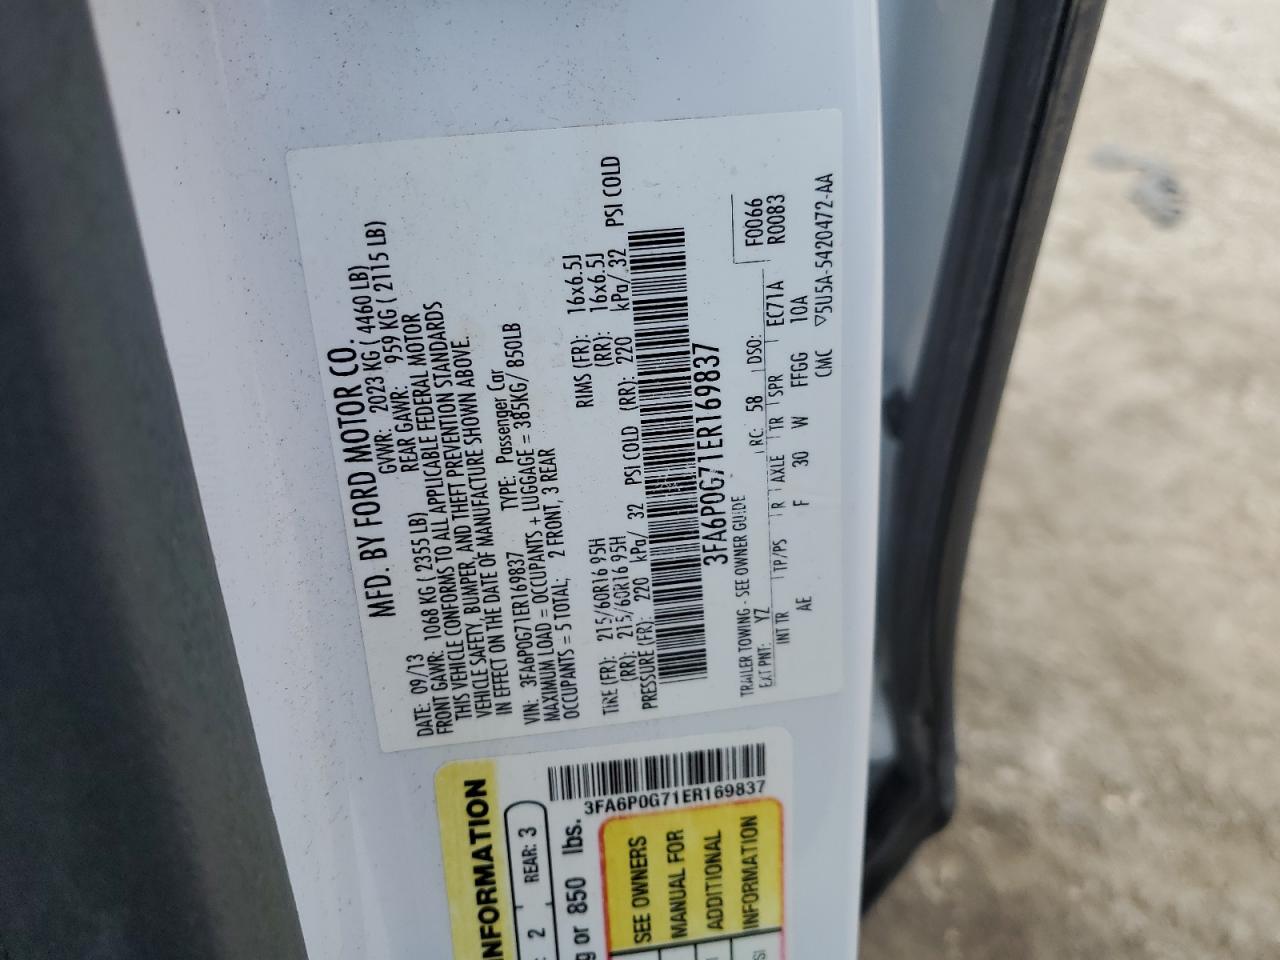 MFD. BY FORD MOTOR CO.
DATE: 09/13 GVWR: 2023 KG ( 4460 LB)
FRONT GAWR: 1068 KG ( 2355 LB) REAR GAWR: 959 KG ( 2115 LB)
THIS VEHICLE CONFORMS TO ALL APPLICABLE FEDERAL MOTOR
VEHICLE SAFETY, BUMPER, AND THEFT PREVENTION STANDARDS
IN EFFECT ON THE DATE OF MANUFACTURE SHOWN ABOVE.
VIN: 3FA6P0G71ER169837 TYPE: Passenger Car
MAXIMUM LOAD = OCCUPANTS + LUGGAGE = 385KG/ 850LB
OCCUPANTS = 5 TOTAL; 2 FRONT, 3 REAR
TIRE (FR): 215/60R16 95H RIMS (FR): 16x6.5J
(RR): 215/60R16 95H (RR): 16x6.5J
PRESSURE (FR): 220 kPa/ 32 PSI COLD (RR): 220 kPa/ 32 PSI COLD
3FA6P0G71ER169837
TRAILER TOWING - SEE OWNER GUIDE F0066
EXT PNT: YZ RC: 58 DSO: R0083
INT TR TP/PS R AXLE TR SPR EC71A
AE F 30 W FFGG 10A
CMC ▽5U5A-5420472-AA
INFORMATION
2 REAR: 3
3FA6P0G71ER169837
or 850 lbs.
SEE OWNERS
MANUAL FOR
ADDITIONAL
INFORMATION